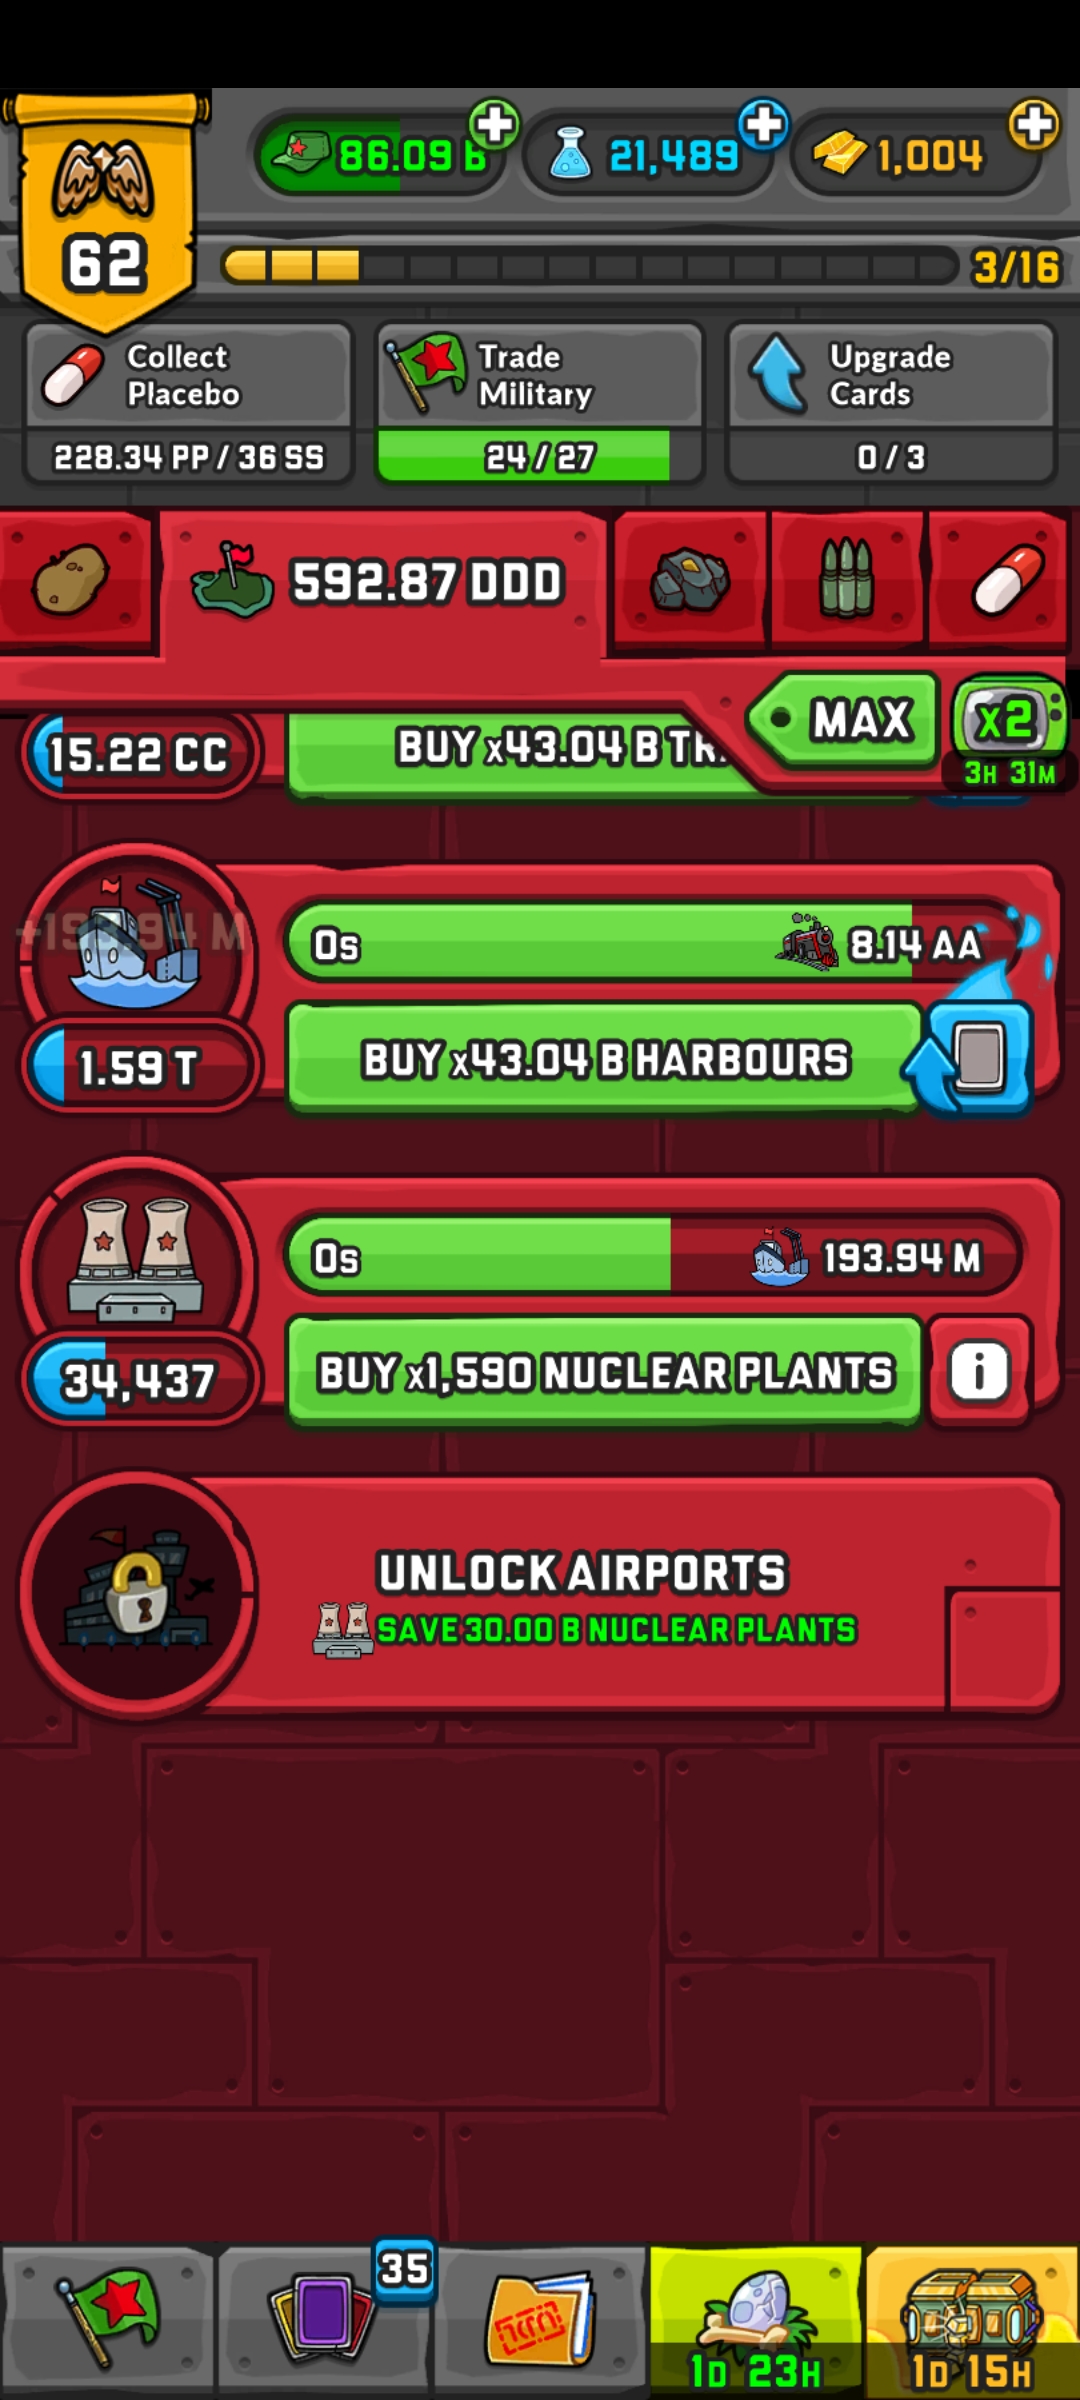 86.09 B
21,489
1,004
62
3/16
Collect
Placebo
228.34 PP / 36 SS
Trade
Military
24 / 27
Upgrade
Cards
0 / 3
592.87 DDD
MAX
x2
3H 31M
15.22 CC
BUY x43.04 B TR
+193.94 M
0s
8.14 AA
1.59 T
BUY x43.04 B HARBOURS
0s
193.94 M
34,437
BUY x1,590 NUCLEAR PLANTS
i
UNLOCK AIRPORTS
SAVE 30.00 B NUCLEAR PLANTS
35
1D 23H
1D 15H